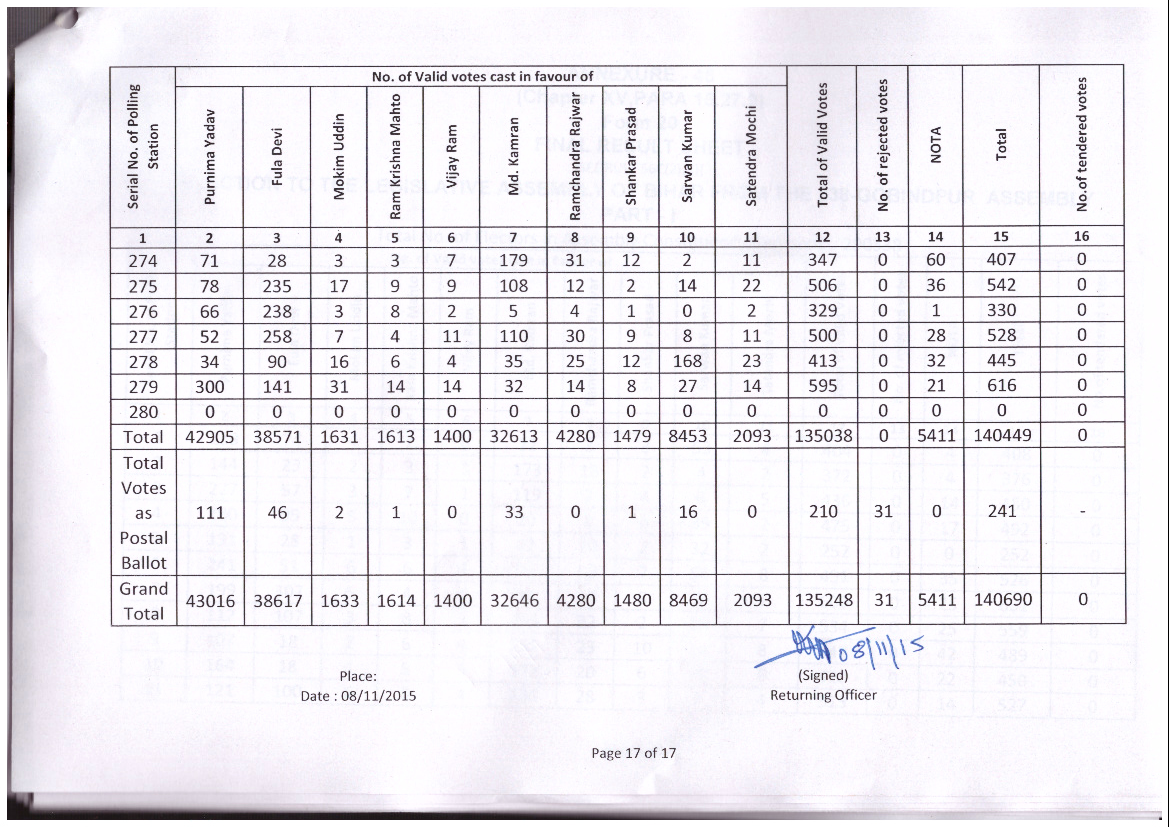 No. of Valid votes cast in favour of
Serial No. of Polling Station | Purnima Yadav | Fula Devi | Mokim Uddin | Ram Krishna Mahto | Vijay Ram | Md. Kamran | Ramchandra Rajwar | Shankar Prasad | Sarwan Kumar | Satendra Mochi | Total of Valid Votes | No. of rejected votes | NOTA | Total | No.of tendered votes
1 2 3 4 5 6 7 8 9 10 11 12 13 14 15 16
274 71 28 3 3 7 179 31 12 2 11 347 0 60 407 0
275 78 235 17 9 9 108 12 2 14 22 506 0 36 542 0
276 66 238 3 8 2 5 4 1 0 2 329 0 1 330 0
277 52 258 7 4 11 110 30 9 8 11 500 0 28 528 0
278 34 90 16 6 4 35 25 12 168 23 413 0 32 445 0
279 300 141 31 14 14 32 14 8 27 14 595 0 21 616 0
280 0 0 0 0 0 0 0 0 0 0 0 0 0 0 0
Total 42905 38571 1631 1613 1400 32613 4280 1479 8453 2093 135038 0 5411 140449 0
Total Votes as Postal Ballot 111 46 2 1 0 33 0 1 16 0 210 31 0 241 -
Grand Total 43016 38617 1633 1614 1400 32646 4280 1480 8469 2093 135248 31 5411 140690 0
08/11/15
Place:
Date : 08/11/2015
(Signed)
Returning Officer
Page 17 of 17